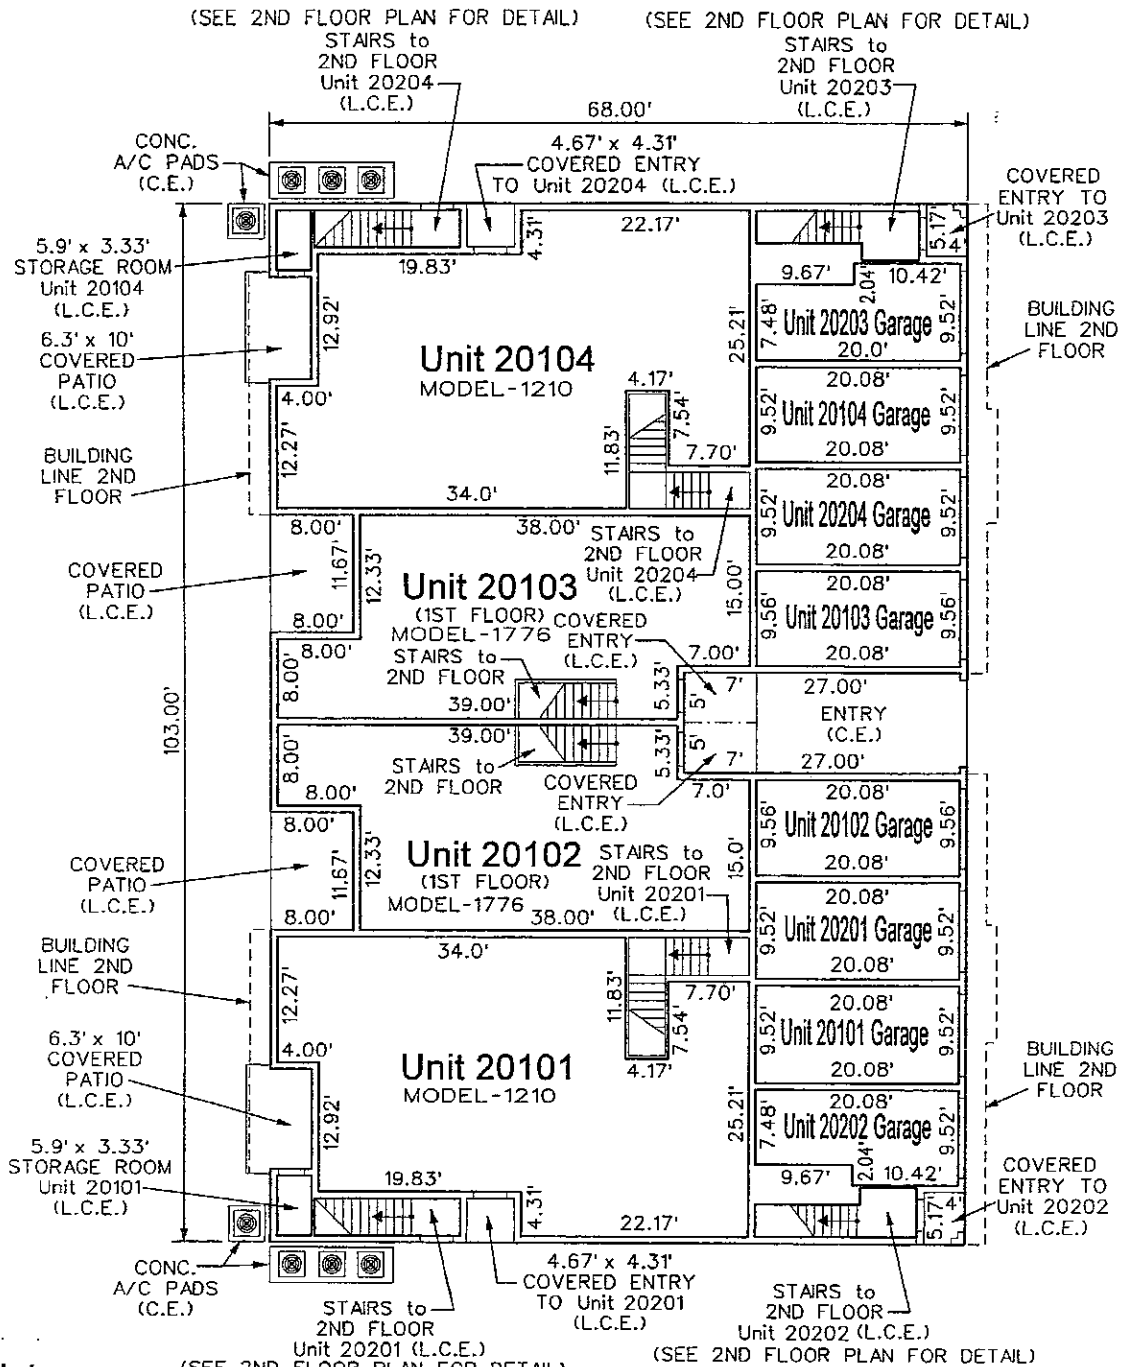 (SEE 2ND FLOOR PLAN FOR DETAIL)
STAIRS to
2ND FLOOR
Unit 20204
(L.C.E.)
(SEE 2ND FLOOR PLAN FOR DETAIL)
STAIRS to
2ND FLOOR
Unit 20203
(L.C.E.)
68.00'
CONC.
A/C PADS
(C.E.)
4.67' x 4.31'
COVERED ENTRY
TO Unit 20204 (L.C.E.)
COVERED
ENTRY TO
Unit 20203
(L.C.E.)
5.9' x 3.33'
STORAGE ROOM
Unit 20104
(L.C.E.)
19.83'
4.31'
22.17'
5.17'
4'
9.67'
2.04'
10.42'
6.3' x 10'
COVERED
PATIO
(L.C.E.)
12.92'
25.21'
7.48'
Unit 20203 Garage
9.52'
20.0'
BUILDING
LINE 2ND
FLOOR
Unit 20104
MODEL-1210
4.00'
12.27'
4.17'
7.54'
11.83'
7.70'
34.0'
20.08'
9.52'
Unit 20104 Garage
9.52'
20.08'
BUILDING
LINE 2ND
FLOOR
20.08'
9.52'
Unit 20204 Garage
9.52'
20.08'
8.00'
38.00'
STAIRS to
2ND FLOOR
Unit 20204
(L.C.E.)
COVERED
PATIO
(L.C.E.)
11.67'
12.33'
Unit 20103
(1ST FLOOR)
MODEL-1776
15.00'
9.56'
Unit 20103 Garage
9.56'
20.08'
8.00'
8.00'
8.00'
COVERED
ENTRY
(L.C.E.)
STAIRS to
2ND FLOOR
39.00'
7.00'
5.33'
7'
5'
27.00'
ENTRY
(C.E.)
103.00'
39.00'
8.00'
8.00'
STAIRS to
2ND FLOOR
5.33'
5'
7'
27.00'
COVERED
ENTRY
(L.C.E.)
7.0'
20.08'
9.56'
Unit 20102 Garage
9.56'
20.08'
8.00'
COVERED
PATIO
(L.C.E.)
11.67'
12.33'
Unit 20102
(1ST FLOOR)
MODEL-1776
STAIRS to
2ND FLOOR
Unit 20201
(L.C.E.)
15.0'
8.00'
38.00'
20.08'
9.52'
Unit 20201 Garage
9.52'
20.08'
BUILDING
LINE 2ND
FLOOR
34.0'
12.27'
11.83'
7.70'
7.54'
4.17'
20.08'
9.52'
Unit 20101 Garage
9.52'
20.08'
6.3' x 10'
COVERED
PATIO
(L.C.E.)
4.00'
12.92'
Unit 20101
MODEL-1210
25.21'
BUILDING
LINE 2ND
FLOOR
20.08'
7.48'
Unit 20202 Garage
9.52'
9.67'
2.04'
10.42'
5.9' x 3.33'
STORAGE ROOM
Unit 20101
(L.C.E.)
19.83'
4.31'
22.17'
5.17'
4'
COVERED
ENTRY TO
Unit 20202
(L.C.E.)
CONC.
A/C PADS
(C.E.)
4.67' x 4.31'
COVERED ENTRY
TO Unit 20201
(L.C.E.)
STAIRS to
2ND FLOOR
Unit 20201 (L.C.E.)
(SEE 2ND FLOOR PLAN FOR DETAIL)
STAIRS to
2ND FLOOR
Unit 20202 (L.C.E.)
(SEE 2ND FLOOR PLAN FOR DETAIL)